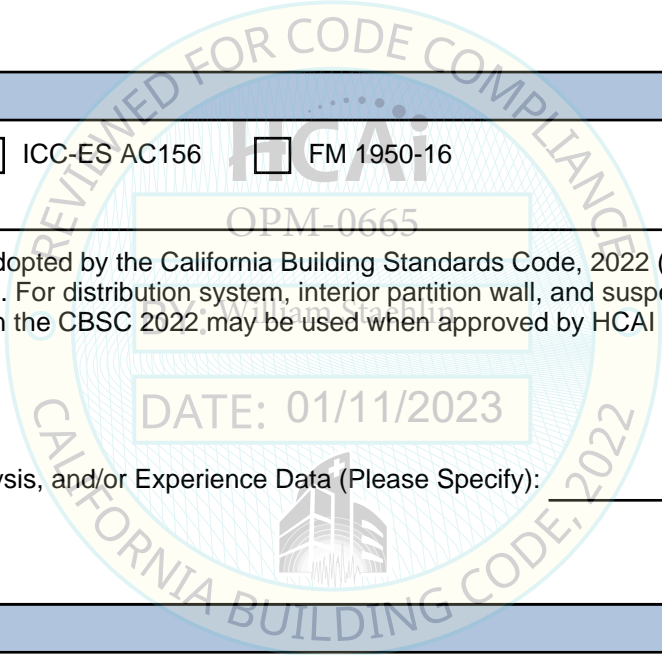 REVIEWED FOR CODE COMPLIANCE
HCAi
ICC-ES AC156 FM 1950-16
OPM-0665
dopted by the California Building Standards Code, 2022 (
. For distribution system, interior partition wall, and susp
n the CBSC 2022 may be used when approved by HCAI
BY: William Staehlin
DATE: 01/11/2023
ysis, and/or Experience Data (Please Specify):
CALIFORNIA BUILDING CODE, 2022